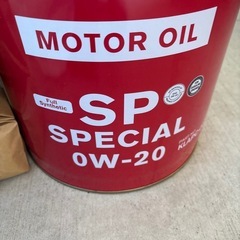 MOTOR OIL
Full
Synthetic
SP
SPECIAL
0W-20